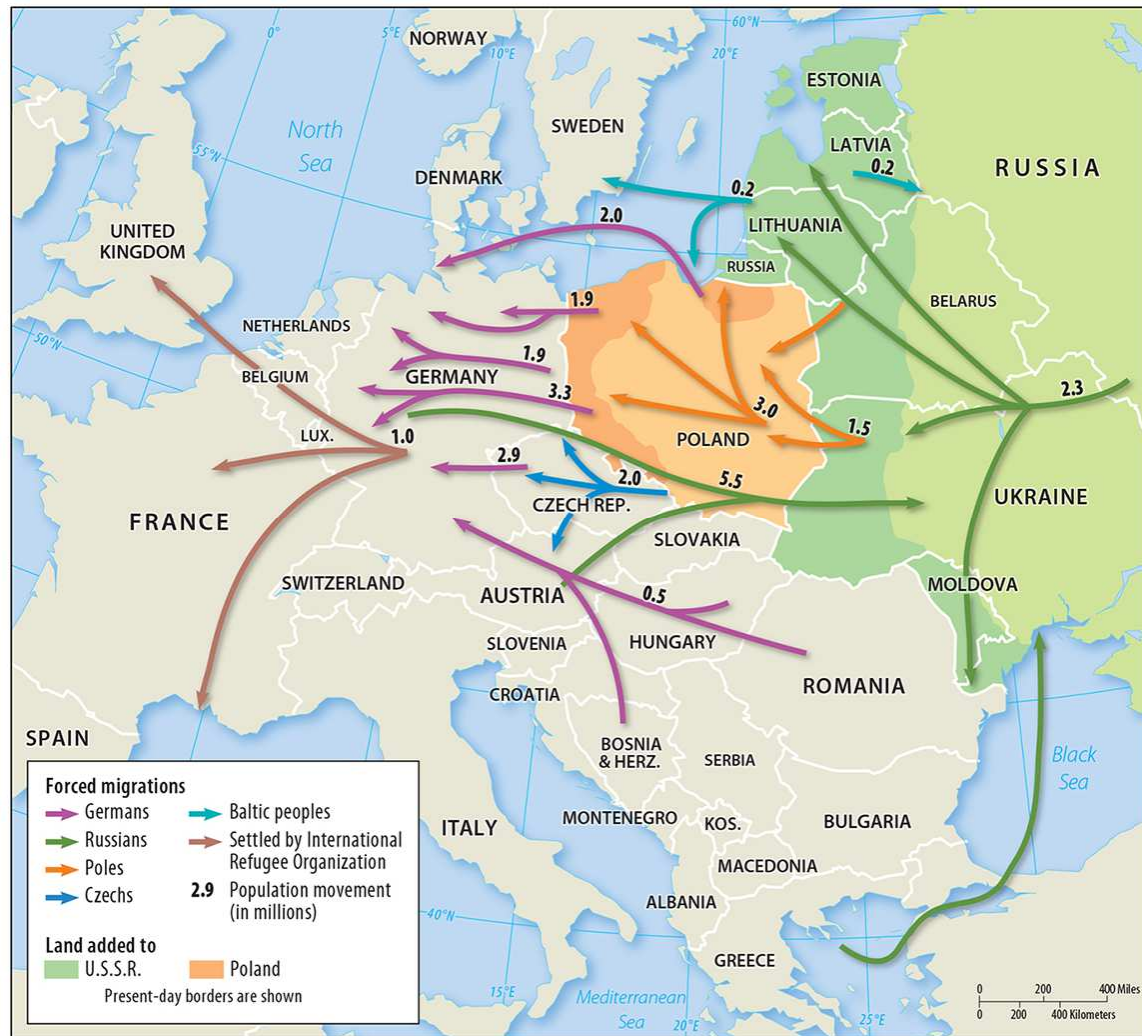 60°N
0°
5°E
10°E
20°E
NORWAY
ESTONIA
SWEDEN
North
Sea
LATVIA
0.2
RUSSIA
55°N
DENMARK
0.2
2.0
LITHUANIA
UNITED
KINGDOM
RUSSIA
1.9
BELARUS
NETHERLANDS
50°N
1.9
BELGIUM
GERMANY
2.3
3.3
3.0
LUX.
1.0
POLAND
1.5
2.9
2.0
5.5
UKRAINE
CZECH REP.
FRANCE
SLOVAKIA
SWITZERLAND
AUSTRIA
MOLDOVA
0.5
SLOVENIA
HUNGARY
CROATIA
ROMANIA
SPAIN
BOSNIA
& HERZ.
SERBIA
Black
Sea
ITALY
MONTENEGRO
KOS.
BULGARIA
MACEDONIA
ALBANIA
40°N
GREECE
Mediterranean
Sea
15°E
20°E
25°E
Forced migrations
Germans
Russians
Poles
Czechs
Baltic peoples
Settled by International
Refugee Organization
2.9 Population movement
(in millions)
Land added to
U.S.S.R.
Poland
Present-day borders are shown
0 200 400 Miles
0 200 400 Kilometers